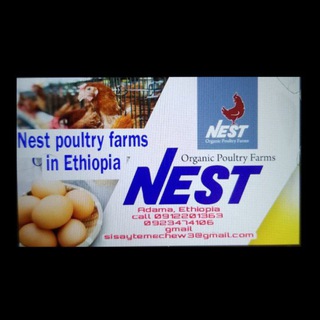 NEST
Organic Poultry Farms
Nest poultry farms
in Ethiopia
Organic Poultry Farms
NEST
Adama, Ethiopia
call 0912201363
0923474106
gmail
sisaytemechew3@gmail.com